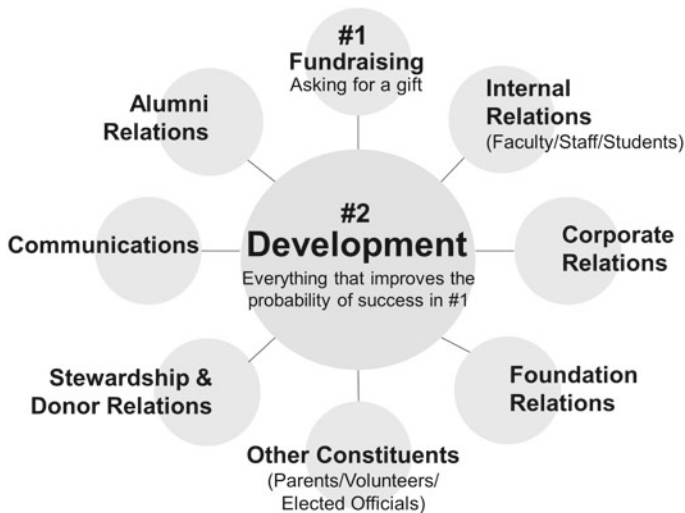 #1
Fundraising
Asking for a gift
Internal
Relations
(Faculty/Staff/Students)
Alumni
Relations
#2
Development
Everything that improves the
probability of success in #1
Communications
Corporate
Relations
Stewardship &
Donor Relations
Foundation
Relations
Other Constituents
(Parents/Volunteers/
Elected Officials)